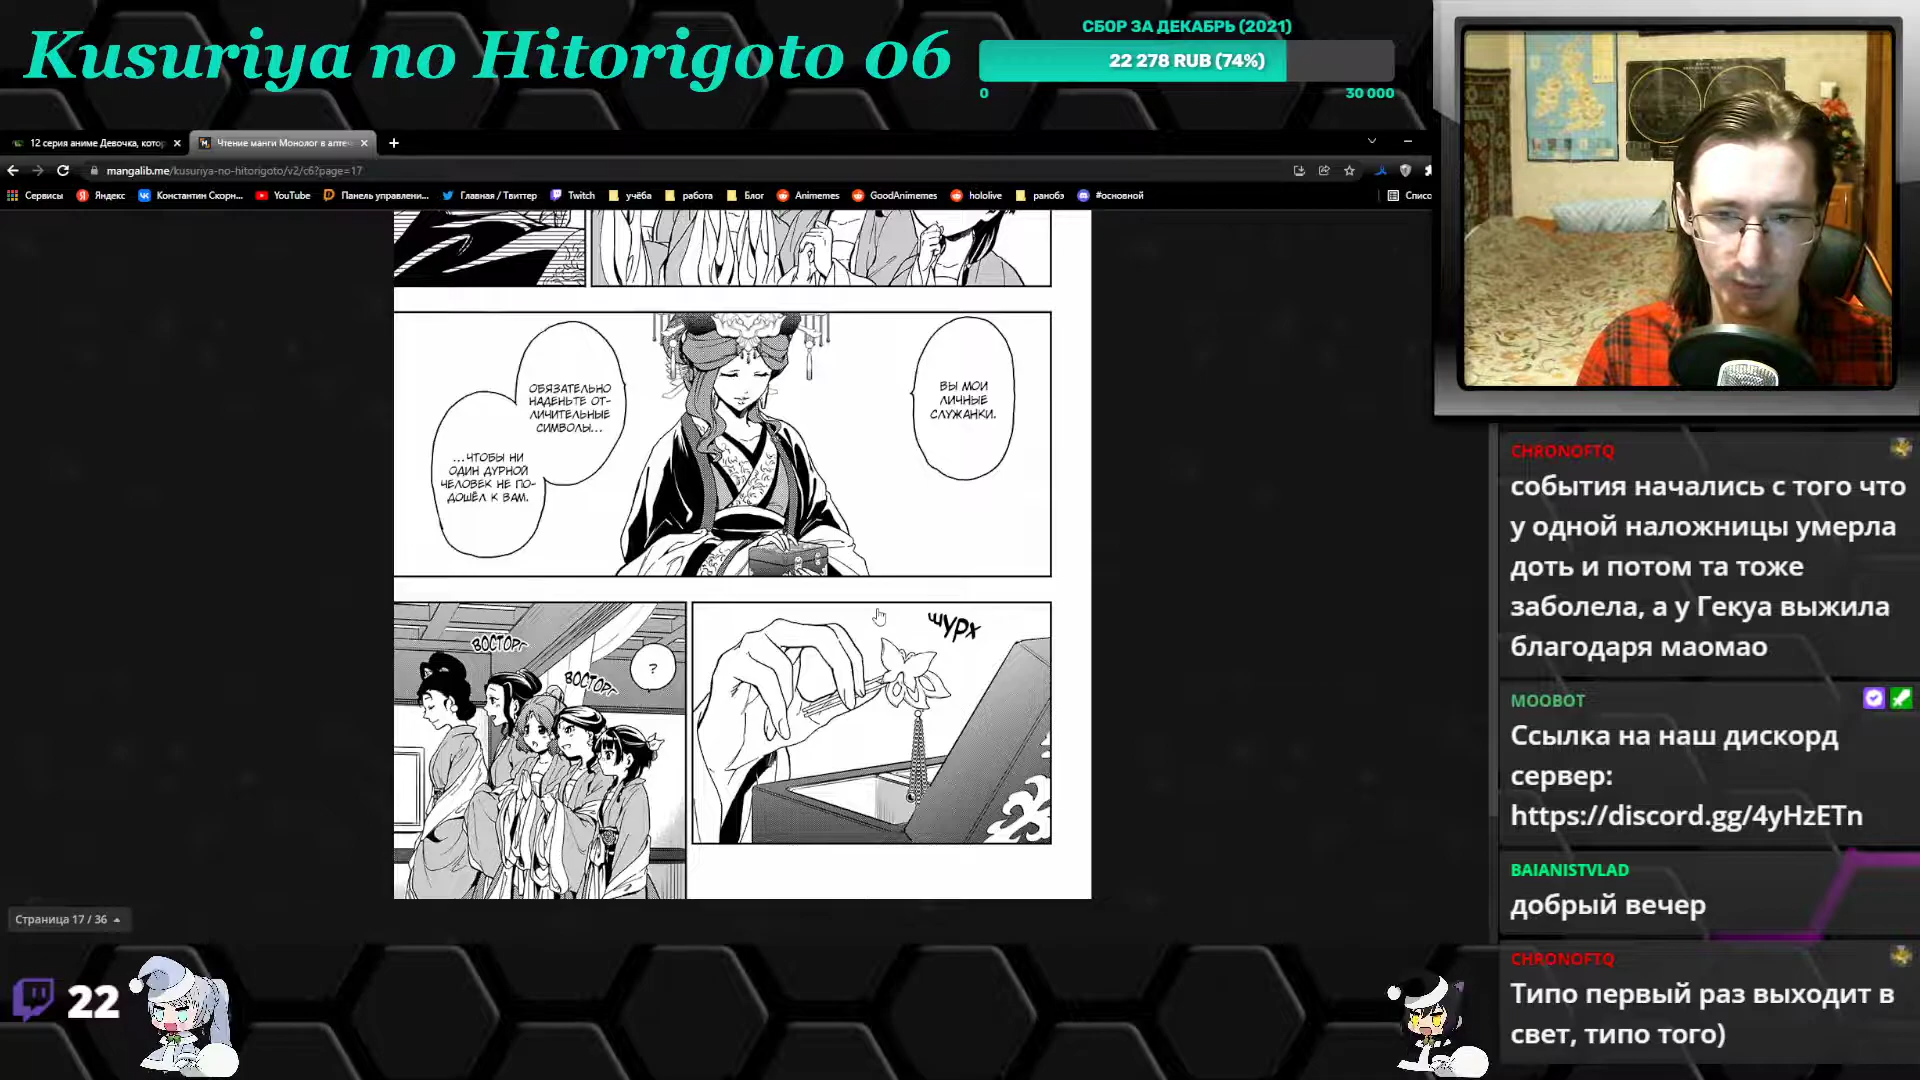 Kusuriya no Hitorigoto 06
СБОР ЗА ДЕКАБРЬ (2021)
22 278 RUB (74%)
0
30 000
12 серия аниме Девочка, котор
Чтение манги Монолог в аптеч
mangalib.me/kusuriya-no-hitorigoto/v2/c6?page=17
Сервисы
Яндекс
Константин Скорн...
YouTube
Панель управлени...
Главная / Твиттер
Twitch
учёба
работа
Блог
Animemes
GoodAnimemes
hololive
ранобэ
#основной
Списо
ВЫ МОИ
ЛИЧНЫЕ
СЛУЖАНКИ.
ОБЯЗАТЕЛЬНО
НАДЕНЬТЕ ОТ-
ЛИЧИТЕЛЬНЫЕ
СИМВОЛЫ...
...ЧТОБЫ НИ
ОДИН ДУРНОЙ
ЧЕЛОВЕК НЕ ПО-
ДОШЁЛ К ВАМ.
ШУРХ
ВОСТОРГ
ВОСТОРГ
?
Страница 17 / 36
22
CHRONOFTQ
события начались с того что
у одной наложницы умерла
доть и потом та тоже
заболела, а у Гекуа выжила
благодаря маомао
MOOBOT
Ссылка на наш дискорд
сервер:
https://discord.gg/4yHzETn
BAIANISTVLAD
добрый вечер
CHRONOFTQ
Типо первый раз выходит в
свет, типо того)